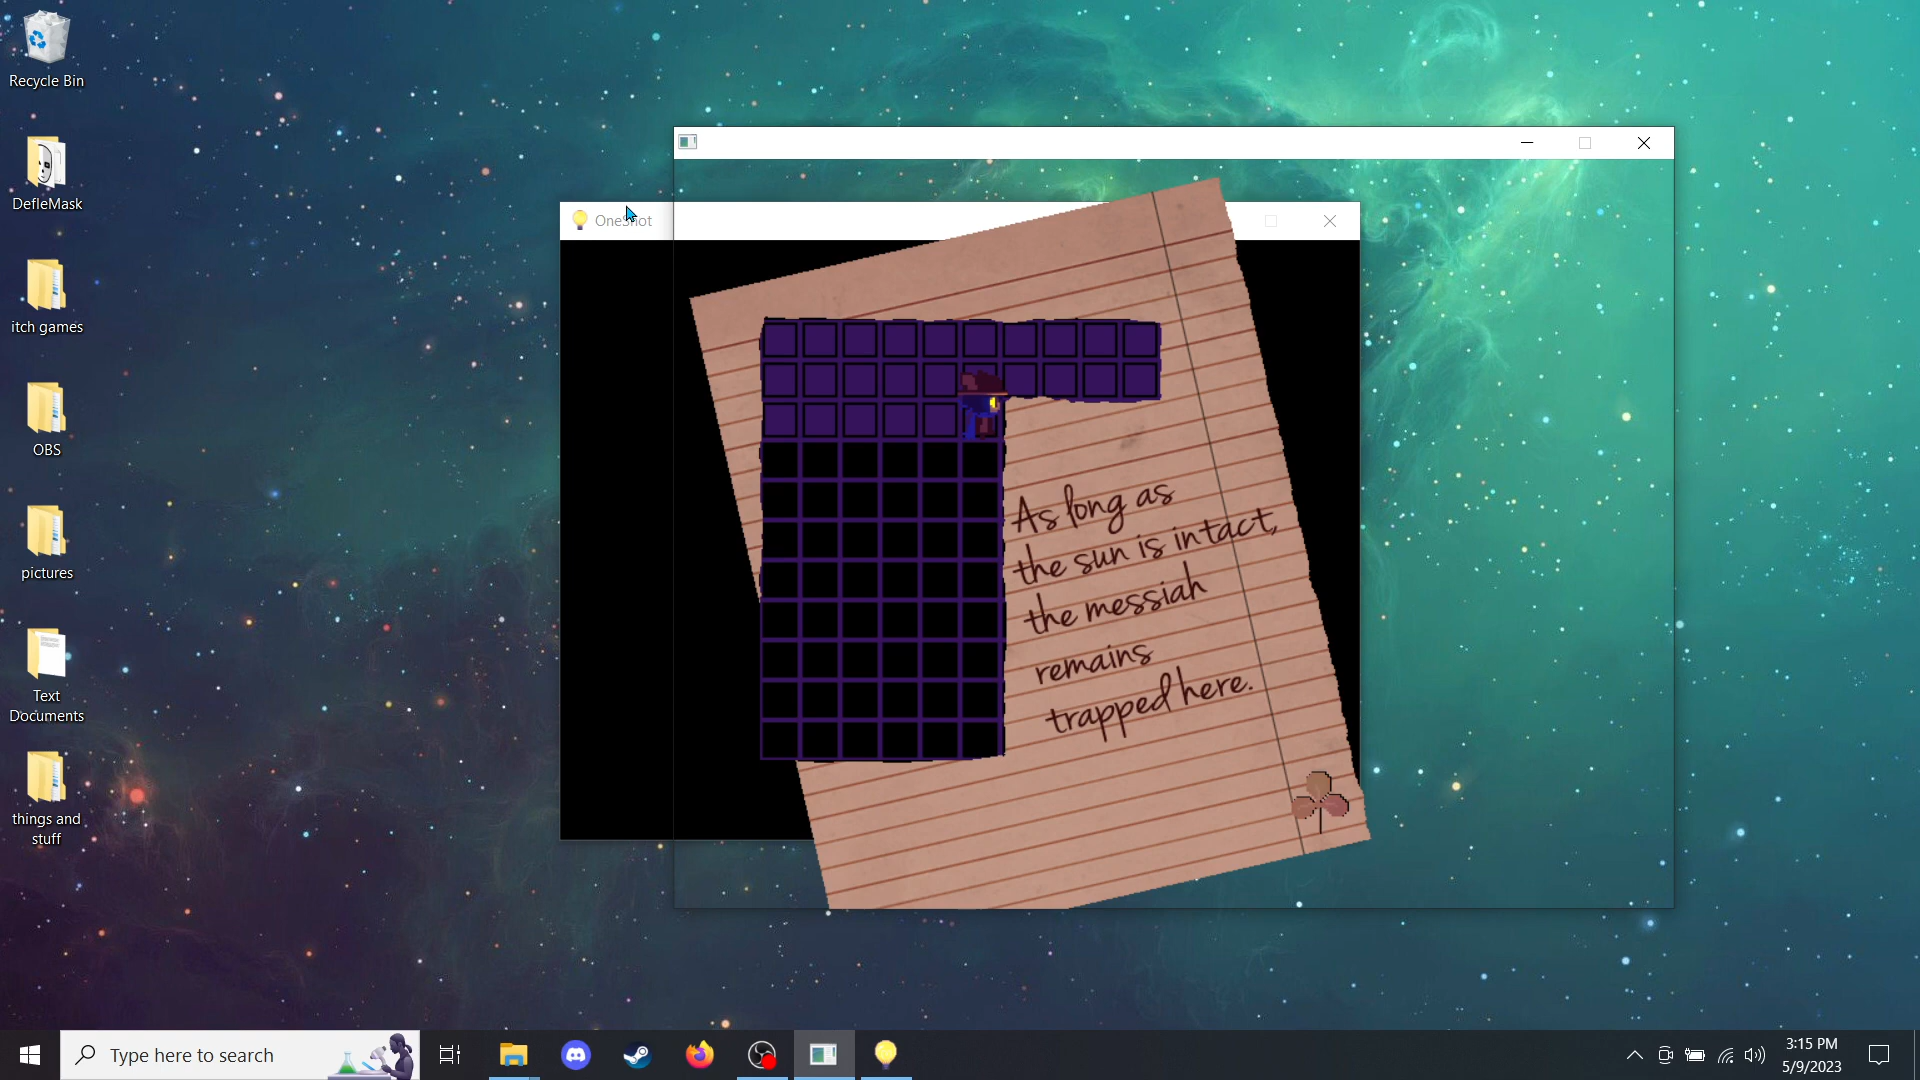 Recycle Bin
DefleMask
itch games
OBS
pictures
Text
Documents
things and
stuff
OneShot
As long as
the sun is intact,
the messiah
remains
trapped here.
Type here to search
3:15 PM
5/9/2023